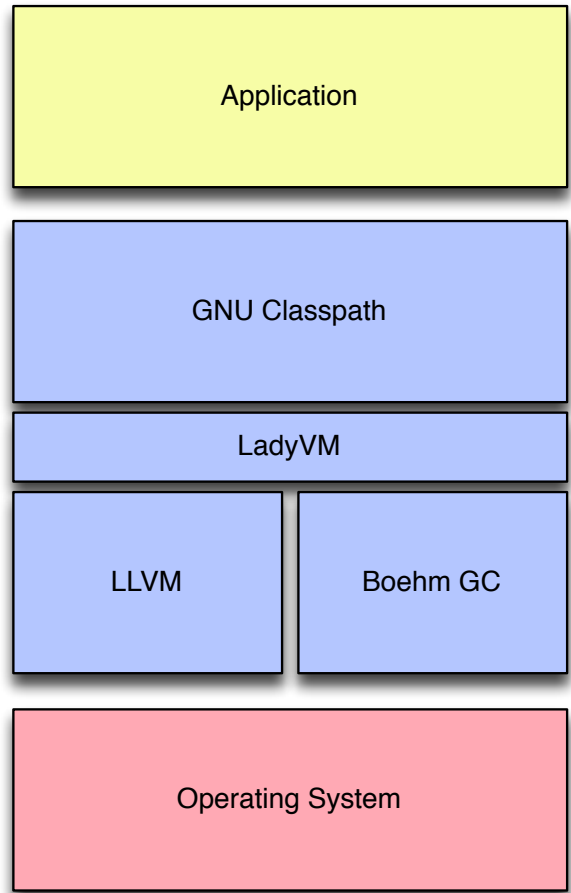 Application
GNU Classpath
LadyVM
LLVM
Boehm GC
Operating System